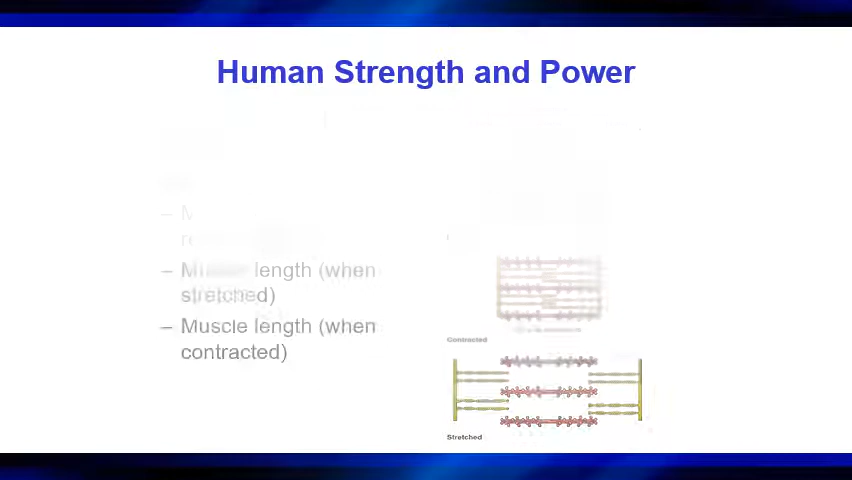 Human Strength and Power
– Muscle length (when
stretched)
– Muscle length (when
contracted)
Contracted
Stretched